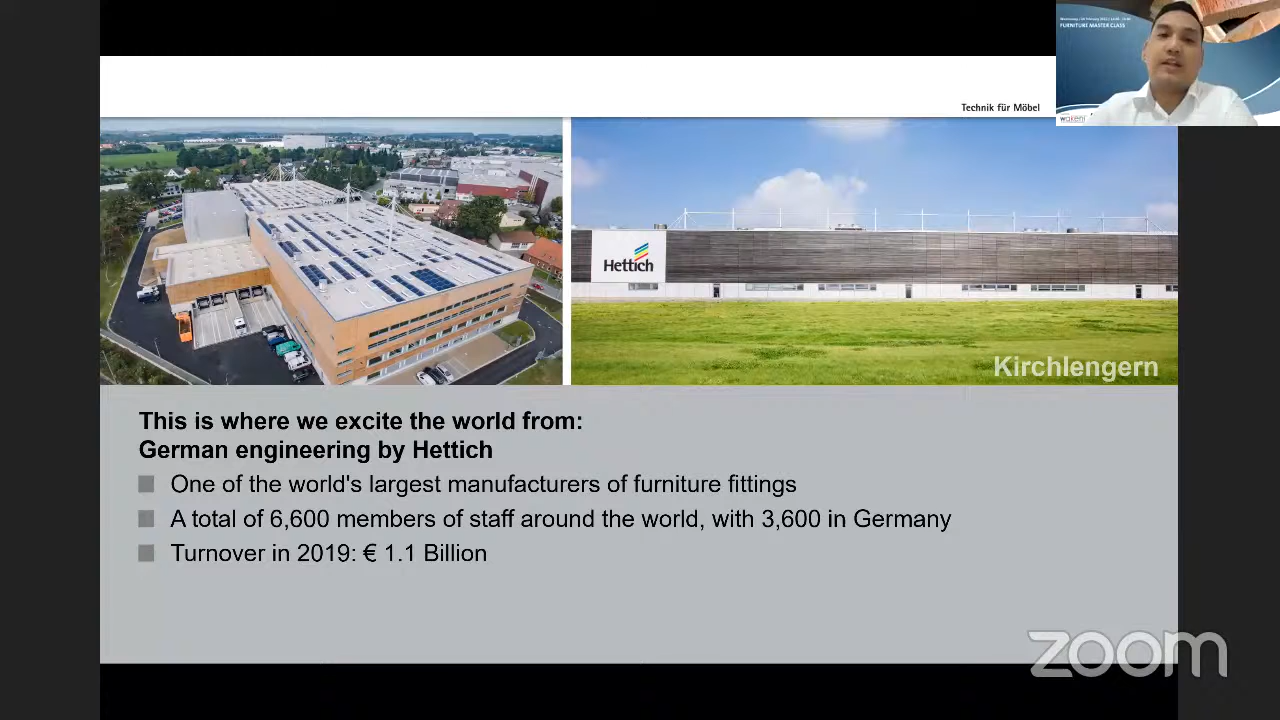 FURNITURE MASTER CLASS
Technik für Möbel
Hettich
Kirchlengern
This is where we excite the world from:
German engineering by Hettich
One of the world's largest manufacturers of furniture fittings
A total of 6,600 members of staff around the world, with 3,600 in Germany
Turnover in 2019: € 1.1 Billion
zoom